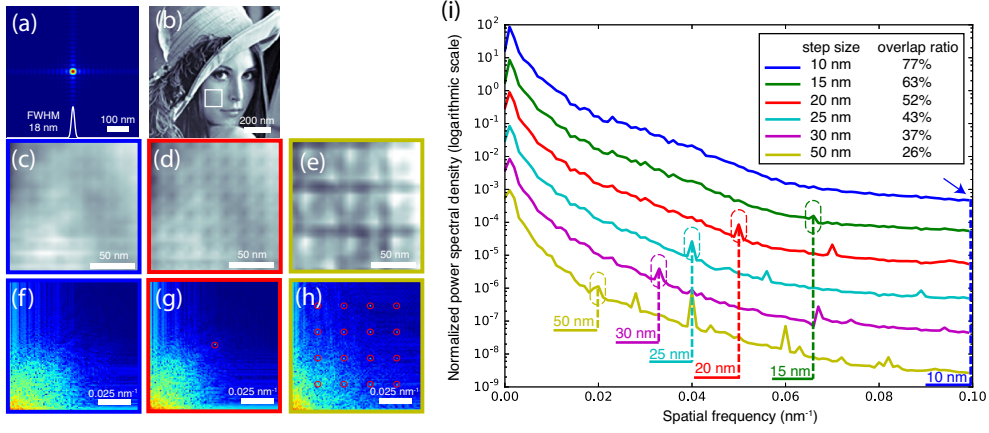 (a)
FWHM
18 nm
100 nm
(b)
200 nm
(c)
50 nm
(d)
50 nm
(e)
50 nm
(f)
0.025 nm⁻¹
(g)
0.025 nm⁻¹
(h)
0.025 nm⁻¹
(i)
Normalized power spectral density (logarithmic scale)
10²
10¹
10⁰
10⁻¹
10⁻²
10⁻³
10⁻⁴
10⁻⁵
10⁻⁶
10⁻⁷
10⁻⁸
10⁻⁹
step size overlap ratio
10 nm 77%
15 nm 63%
20 nm 52%
25 nm 43%
30 nm 37%
50 nm 26%
50 nm
30 nm
25 nm
20 nm
15 nm
10 nm
0.02 0.04 0.06 0.08 0.10
Spatial frequency (nm⁻¹)